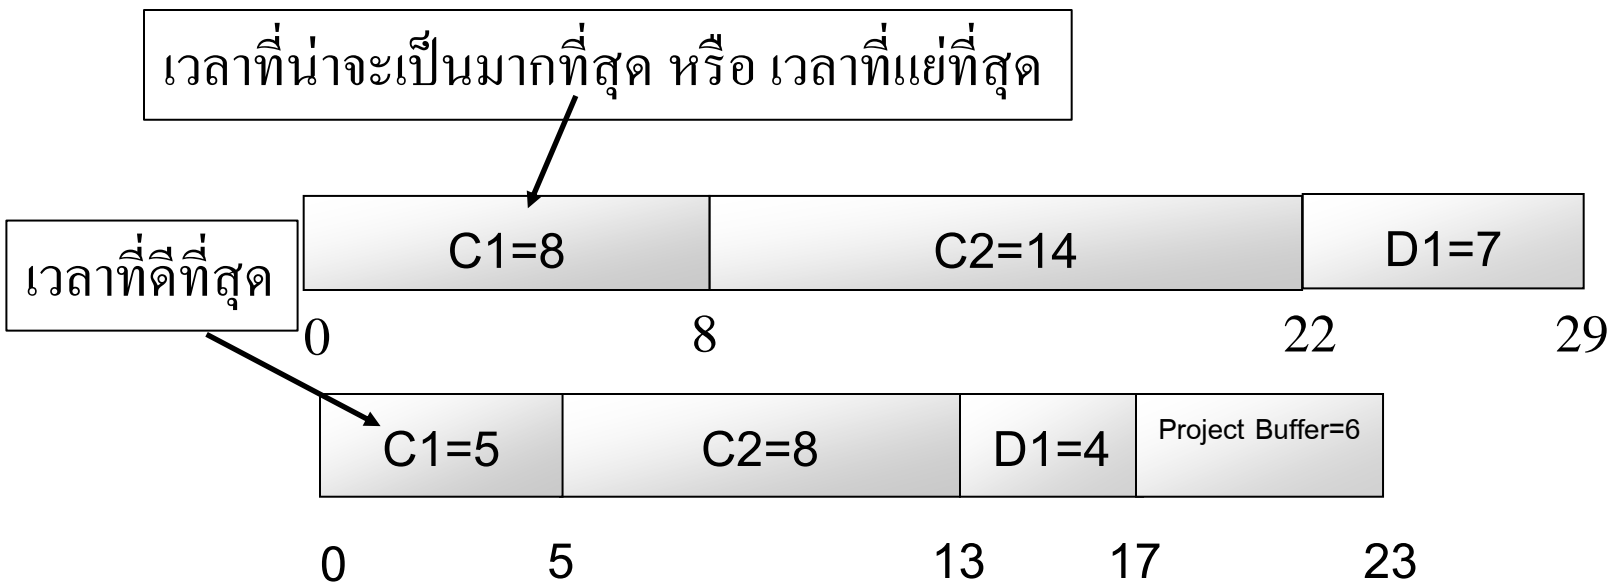 เวลาที่น่าจะเป็นมากที่สุด หรือ เวลาที่แย่ที่สุด
C1=8 C2=14 D1=7
เวลาที่ดีที่สุด
0 8 22 29
C1=5 C2=8 D1=4 Project Buffer=6
0 5 13 17 23